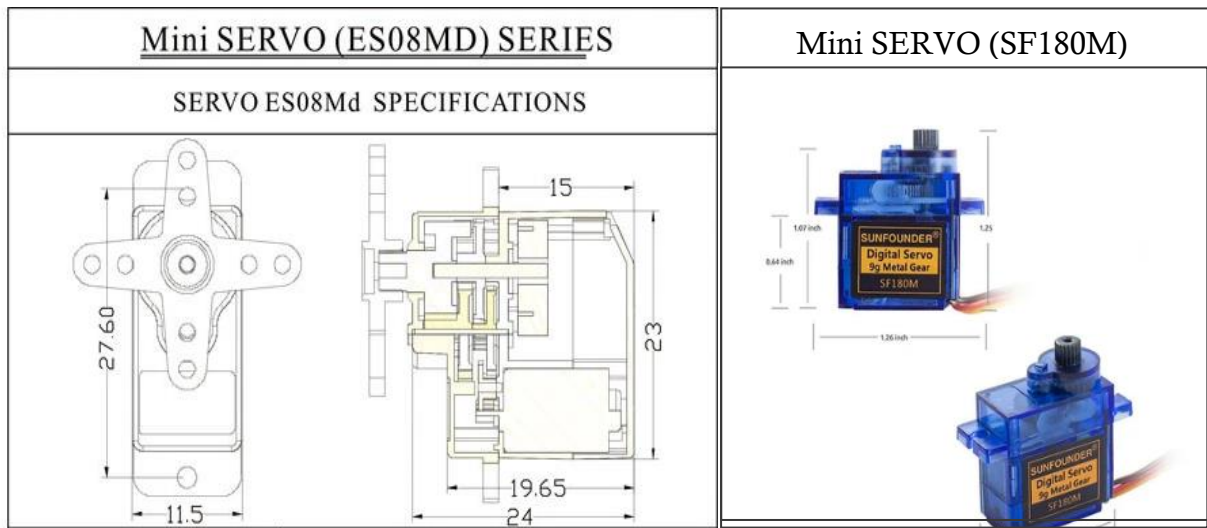 Mini SERVO (ES08MD) SERIES
SERVO ES08Md SPECIFICATIONS
27.60
11.5
15
23
19.65
24
Mini SERVO (SF180M)
1.07 inch
1.25
0.64 inch
SUNFOUNDER®
Digital Servo
9g Metal Gear
SF180M
1.26 inch
SUNFOUNDER®
Digital Servo
9g Metal Gear
SF180M